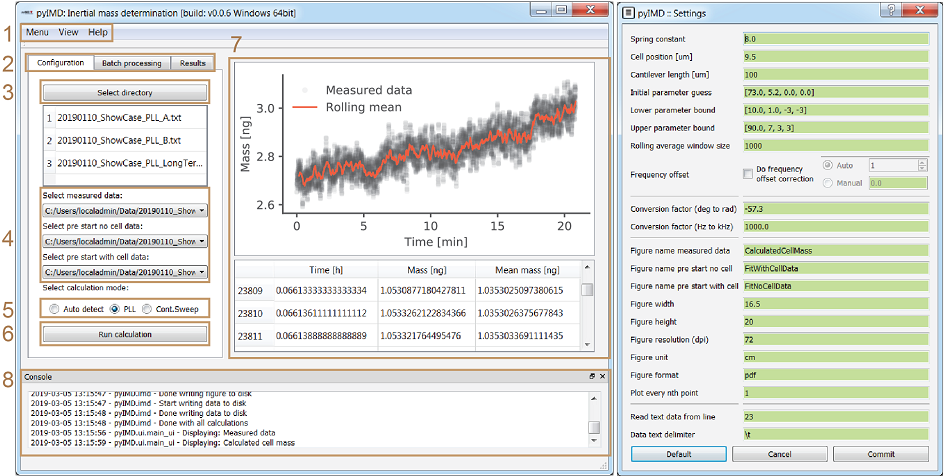 pyIMD: Inertial mass determination [build: v0.0.6 Windows 64bit]
1
Menu View Help
2
Configuration Batch processing Results
3
Select directory
1 20190110_ShowCase_PLL_A.txt
2 20190110_ShowCase_PLL_B.txt
3 20190110_ShowCase_PLL_LongTer...
4
Select measured data:
C:/Users/localadmin/Data/20190110_Show
Select pre start no cell data:
C:/Users/localadmin/Data/20190110_Show
Select pre start with cell data:
C:/Users/localadmin/Data/20190110_Show
Select calculation mode:
5
Auto detect PLL Cont.Sweep
6
Run calculation
7
Measured data
Rolling mean
Mass [ng]
3.0
2.8
2.6
0 5 10 15 20
Time [min]
Time [h] Mass [ng] Mean mass [ng]
23809 0.06613333333333334 1.0530877180427811 1.0353025097380615
23810 0.06613611111111112 1.0533262122834366 1.0353026375677843
23811 0.06613888888888889 1.053321764495476 1.0353033691111435
8
Console
2019-03-05 13:15:47 - pyIMD.imd - Done writing figure to disk
2019-03-05 13:15:47 - pyIMD.imd - Start writing data to disk
2019-03-05 13:15:48 - pyIMD.imd - Done writing data to disk
2019-03-05 13:15:48 - pyIMD.imd - Done with all calculations
2019-03-05 13:15:56 - pyIMD.ui.main_ui - Displaying: Measured data
2019-03-05 13:15:59 - pyIMD.ui.main_ui - Displaying: Calculated cell mass
pyIMD :: Settings
Spring constant 8.0
Cell position [um] 9.5
Cantilever length [um] 100
Initial parameter guess [73.0, 5.2, 0.0, 0.0]
Lower parameter bound [10.0, 1.0, -3, -3]
Upper parameter bound [90.0, 7, 3, 3]
Rolling average window size 1000
Frequency offset
Do frequency
offset correction
Auto 1
Manual 0.0
Conversion factor (deg to rad) -57.3
Conversion factor (Hz to kHz) 1000.0
Figure name measured data CalculatedCellMass
Figure name pre start no cell FitWithCellData
Figure name pre start with cell FitNoCellData
Figure width 16.5
Figure height 20
Figure resolution (dpi) 72
Figure unit cm
Figure format pdf
Plot every nth point 1
Read text data from line 23
Data text delimiter \t
Default Cancel Commit